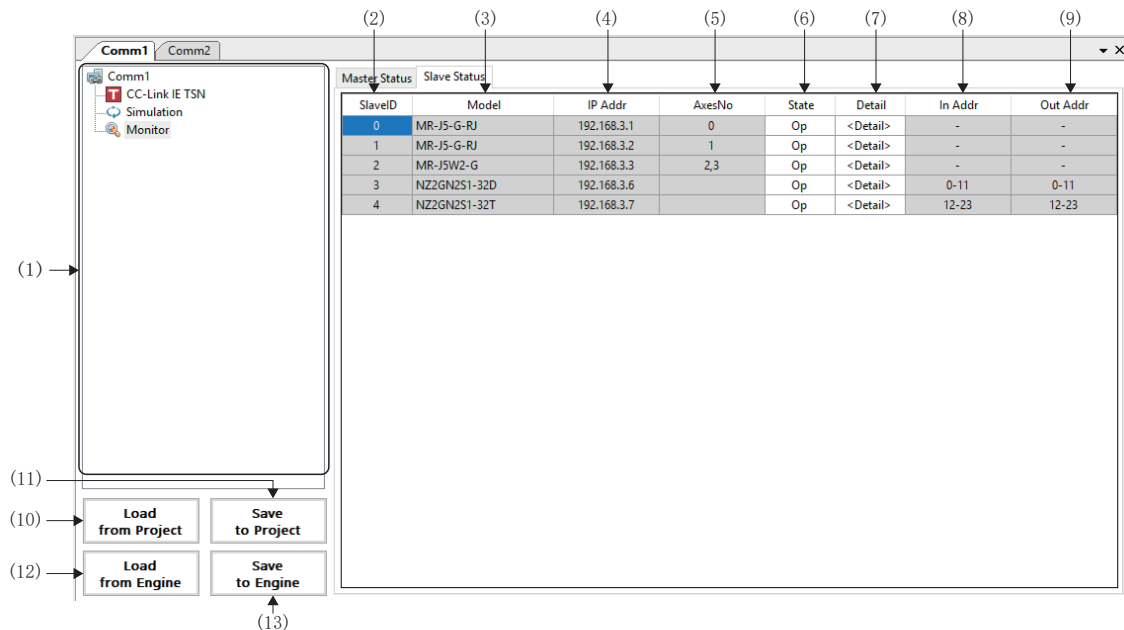 (2) (3) (4) (5) (6) (7) (8) (9)
Comm1 Comm2
Comm1
CC-Link IE TSN
Simulation
Monitor
Master Status Slave Status
SlaveID Model IP Addr AxesNo State Detail In Addr Out Addr
0 MR-J5-G-RJ 192.168.3.1 0 Op <Detail> - -
1 MR-J5-G-RJ 192.168.3.2 1 Op <Detail> - -
2 MR-J5W2-G 192.168.3.3 2,3 Op <Detail> - -
3 NZ2GN2S1-32D 192.168.3.6 Op <Detail> 0-11 0-11
4 NZ2GN2S1-32T 192.168.3.7 Op <Detail> 12-23 12-23
(1)
(11)
(10)
Load
from Project
Save
to Project
(12)
Load
from Engine
Save
to Engine
(13)